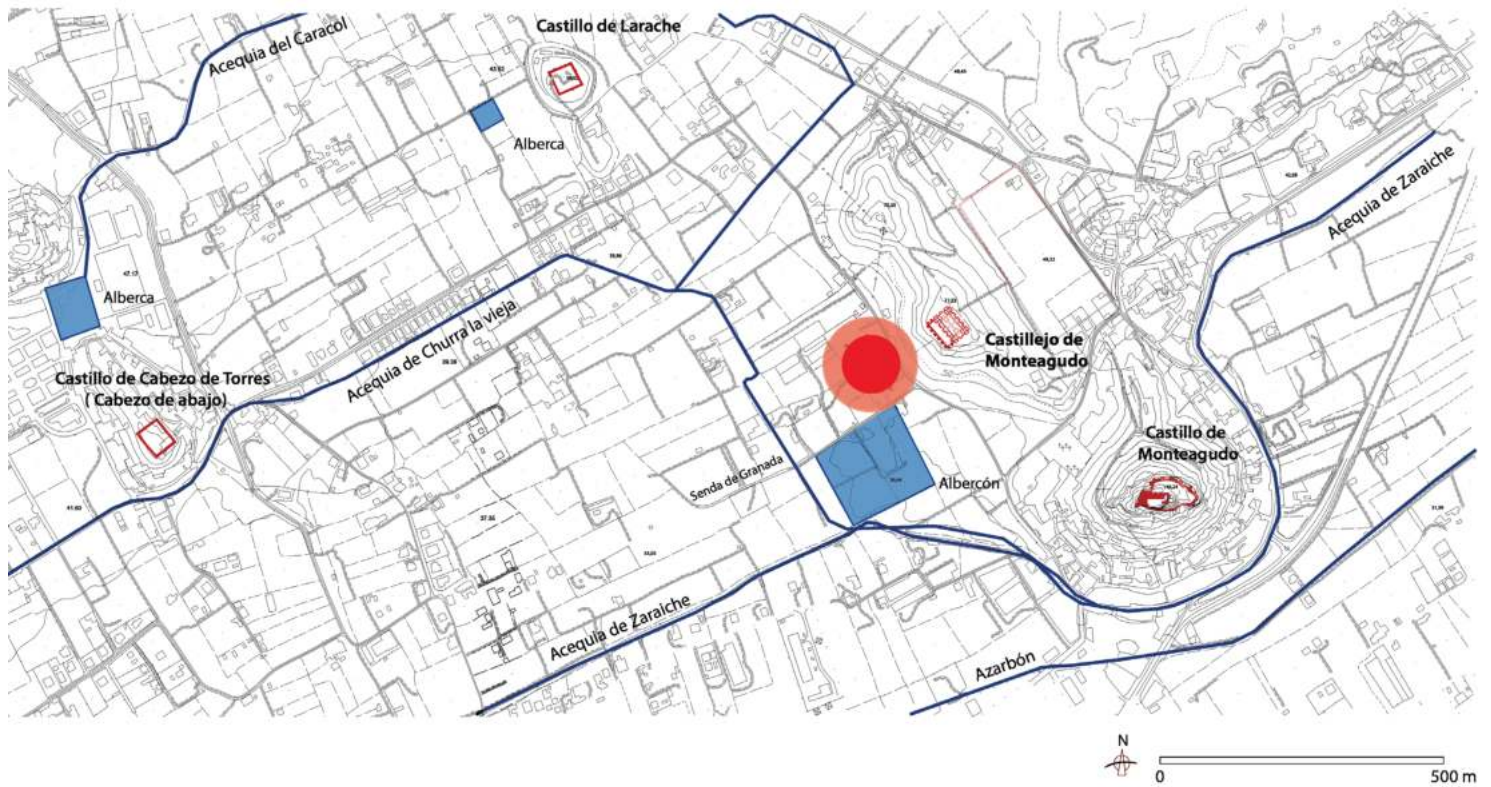 Castillo de Larache
Acequia del Caracol
Alberca
Acequia de Zaraiche
Alberca
Acequia de Churra la vieja
Castillejo de
Monteagudo
Castillo de Cabezo de Torres
( Cabezo de abajo)
Castillo de
Monteagudo
Senda de Granada
Albercón
Acequia de Zaraiche
Azarbón
N
0
500 m